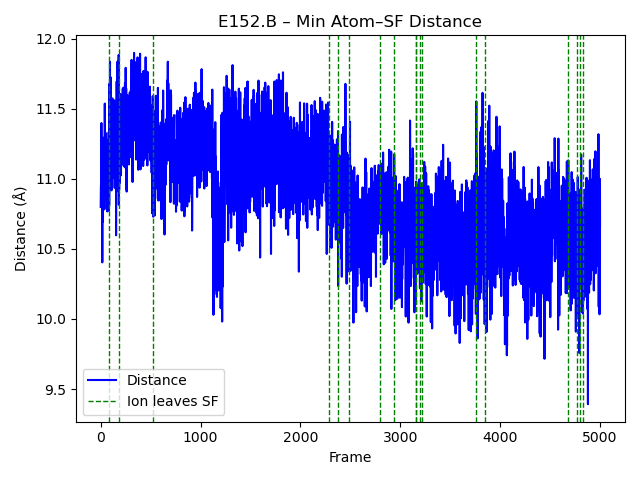 E152.B – Min Atom–SF Distance
12.0
11.5
11.0
10.5
10.0
9.5
Distance (Å)
Distance
Ion leaves SF
0 1000 2000 3000 4000 5000
Frame